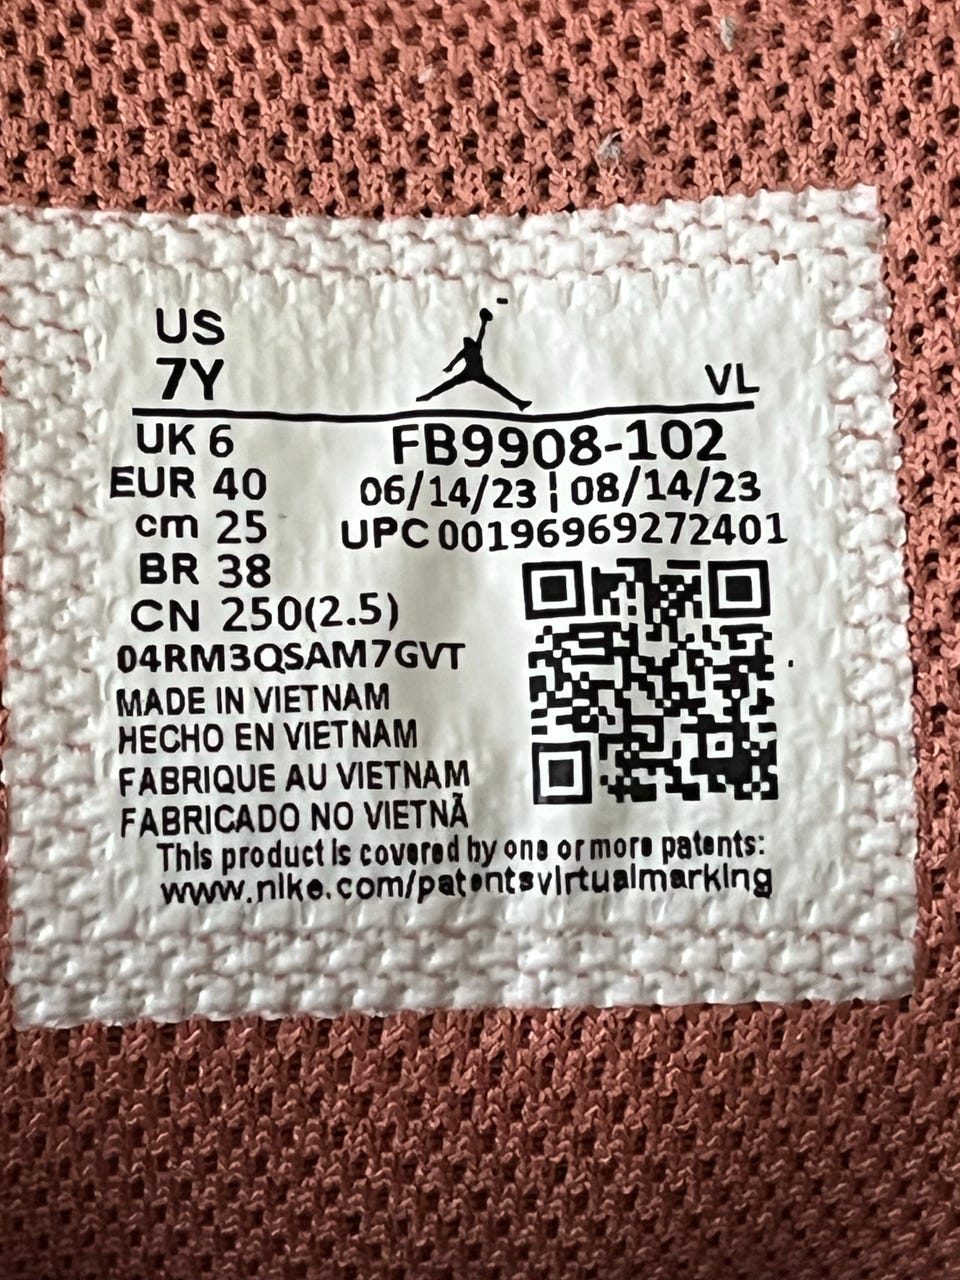 US
7Y
VL
UK 6
EUR 40
cm 25
BR 38
CN 250(2.5)
FB9908-102
06/14/23 ¦ 08/14/23
UPC 00196969272401
04RM3QSAM7GVT
MADE IN VIETNAM
HECHO EN VIETNAM
FABRIQUE AU VIETNAM
FABRICADO NO VIETNÃ
This product is covered by one or more patents:
www.nike.com/patentsvirtualmarking